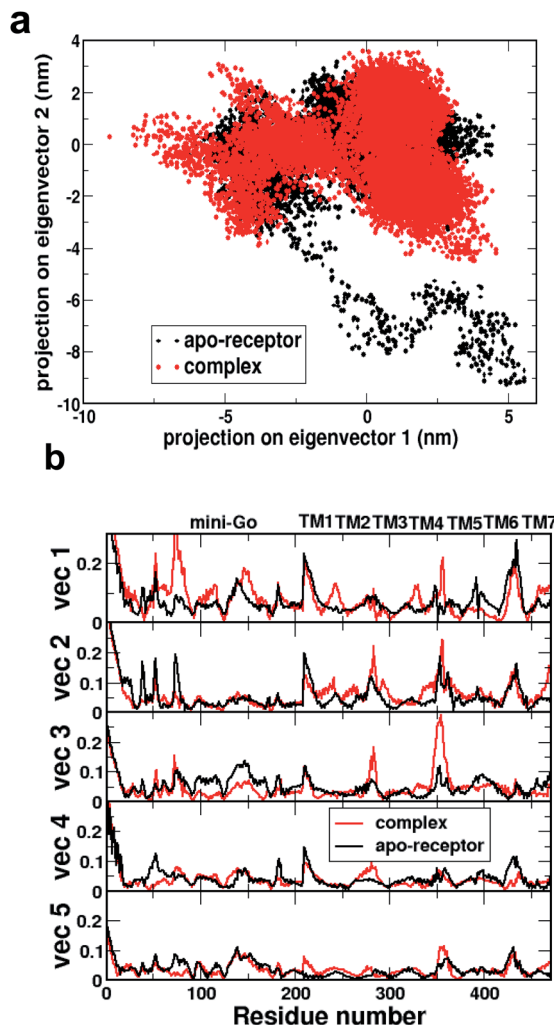 a
4
2
0
-2
-4
-6
-8
-10
projection on eigenvector 2 (nm)
apo-receptor
complex
-10
-5
0
5
projection on eigenvector 1 (nm)
b
mini-Go TM1 TM2 TM3 TM4 TM5 TM6 TM7
vec 1
0.2
0
vec 2
0.2
0.1
0
vec 3
0.2
0.1
0
vec 4
0.2
0.1
0
complex
apo-receptor
vec 5
0.2
0.1
0
0 100 200 300 400
Residue number